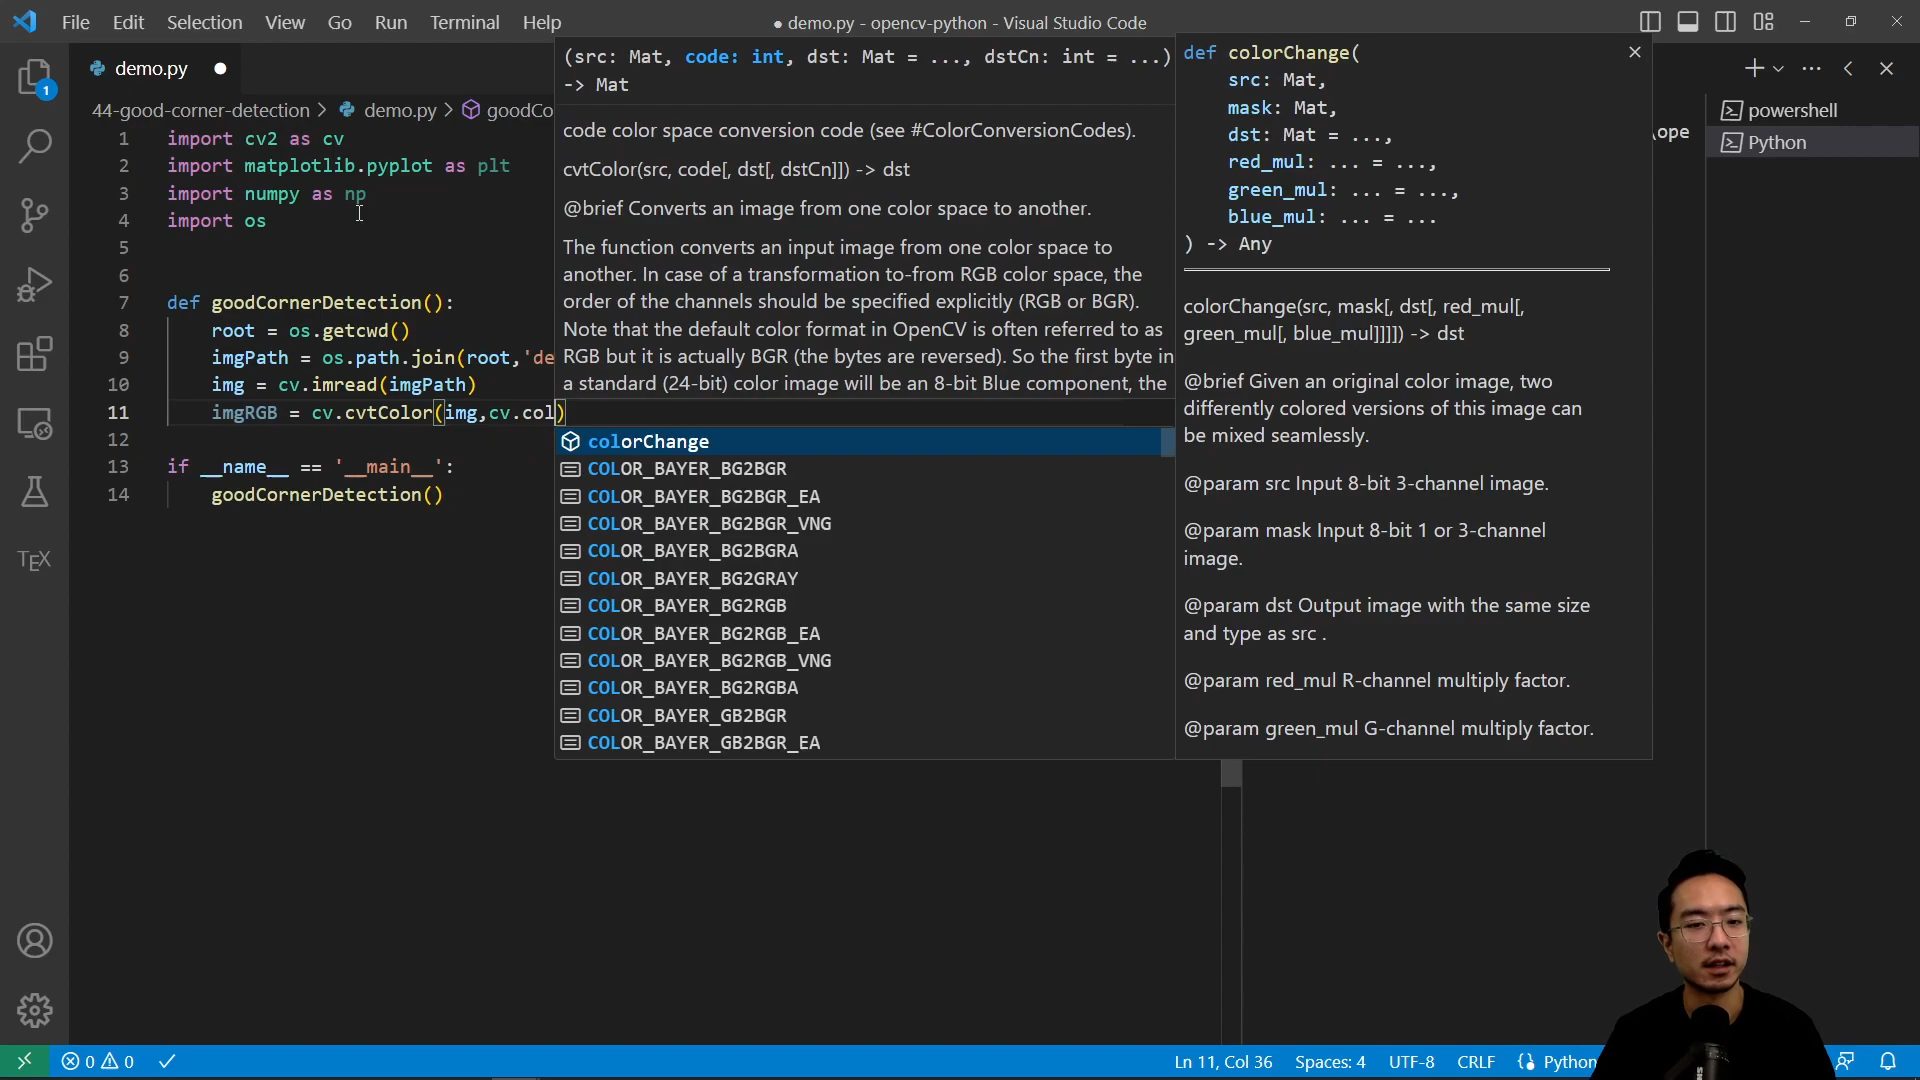 File Edit Selection View Go Run Terminal Help
● demo.py - opencv-python - Visual Studio Code
demo.py
44-good-corner-detection > demo.py > goodCo
1 import cv2 as cv
2 import matplotlib.pyplot as plt
3 import numpy as np
4 import os
5
6
7 def goodCornerDetection():
8 root = os.getcwd()
9 imgPath = os.path.join(root,'de
10 img = cv.imread(imgPath)
11 imgRGB = cv.cvtColor(img,cv.col)
12
13 if __name__ == '__main__':
14 goodCornerDetection()
(src: Mat, code: int, dst: Mat = ..., dstCn: int = ...)
-> Mat
code color space conversion code (see #ColorConversionCodes).
cvtColor(src, code[, dst[, dstCn]]) -> dst
@brief Converts an image from one color space to another.
The function converts an input image from one color space to
another. In case of a transformation to-from RGB color space, the
order of the channels should be specified explicitly (RGB or BGR).
Note that the default color format in OpenCV is often referred to as
RGB but it is actually BGR (the bytes are reversed). So the first byte in
a standard (24-bit) color image will be an 8-bit Blue component, the
colorChange
COLOR_BAYER_BG2BGR
COLOR_BAYER_BG2BGR_EA
COLOR_BAYER_BG2BGR_VNG
COLOR_BAYER_BG2BGRA
COLOR_BAYER_BG2GRAY
COLOR_BAYER_BG2RGB
COLOR_BAYER_BG2RGB_EA
COLOR_BAYER_BG2RGB_VNG
COLOR_BAYER_BG2RGBA
COLOR_BAYER_GB2BGR
COLOR_BAYER_GB2BGR_EA
def colorChange(
src: Mat,
mask: Mat,
dst: Mat = ...,
red_mul: ... = ...,
green_mul: ... = ...,
blue_mul: ... = ...
) -> Any
colorChange(src, mask[, dst[, red_mul[,
green_mul[, blue_mul]]]]) -> dst
@brief Given an original color image, two
differently colored versions of this image can
be mixed seamlessly.
@param src Input 8-bit 3-channel image.
@param mask Input 8-bit 1 or 3-channel
image.
@param dst Output image with the same size
and type as src .
@param red_mul R-channel multiply factor.
@param green_mul G-channel multiply factor.
\ope
powershell
Python
1
TEX
0 0
Ln 11, Col 36 Spaces: 4 UTF-8 CRLF Python